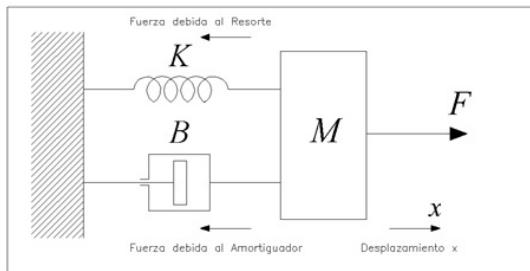 Fuerza debida al Resorte
K
B
M
F
x
Fuerza debida al Amortiguador
Desplazamiento x